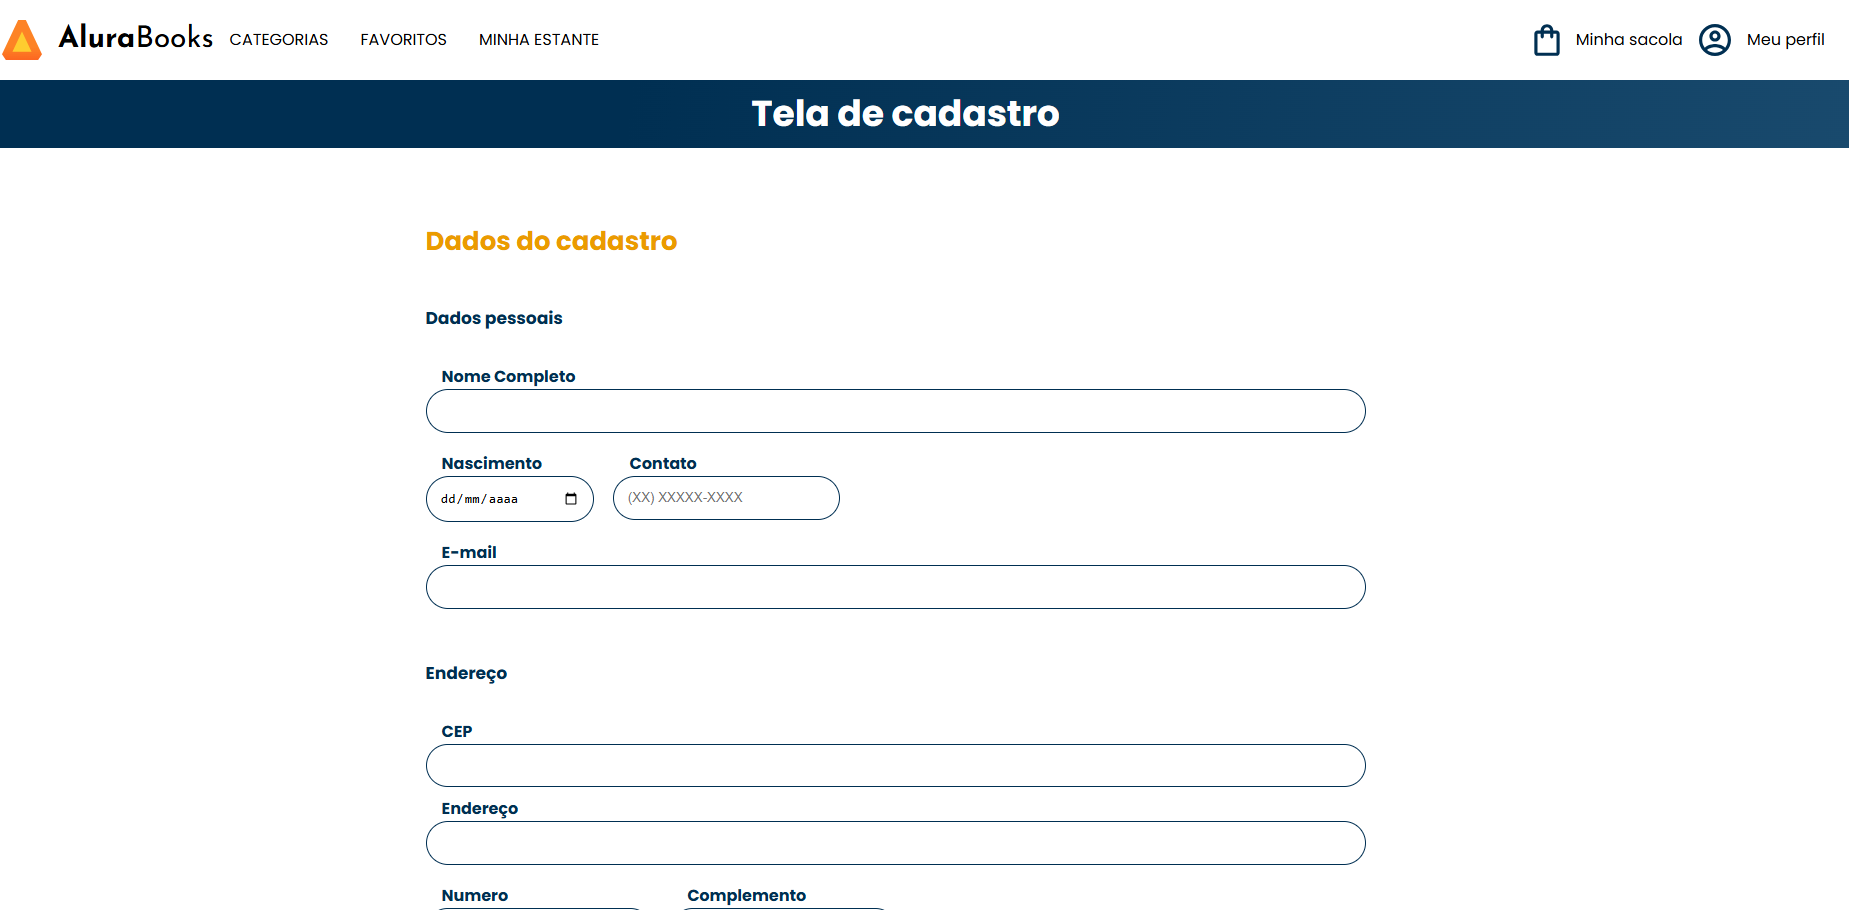 AluraBooks CATEGORIAS FAVORITOS MINHA ESTANTE Minha sacola Meu perfil
Tela de cadastro
Dados do cadastro
Dados pessoais
Nome Completo
Nascimento Contato
dd/mm/aaaa (XX) XXXXX-XXXX
E-mail
Endereço
CEP
Endereço
Numero Complemento